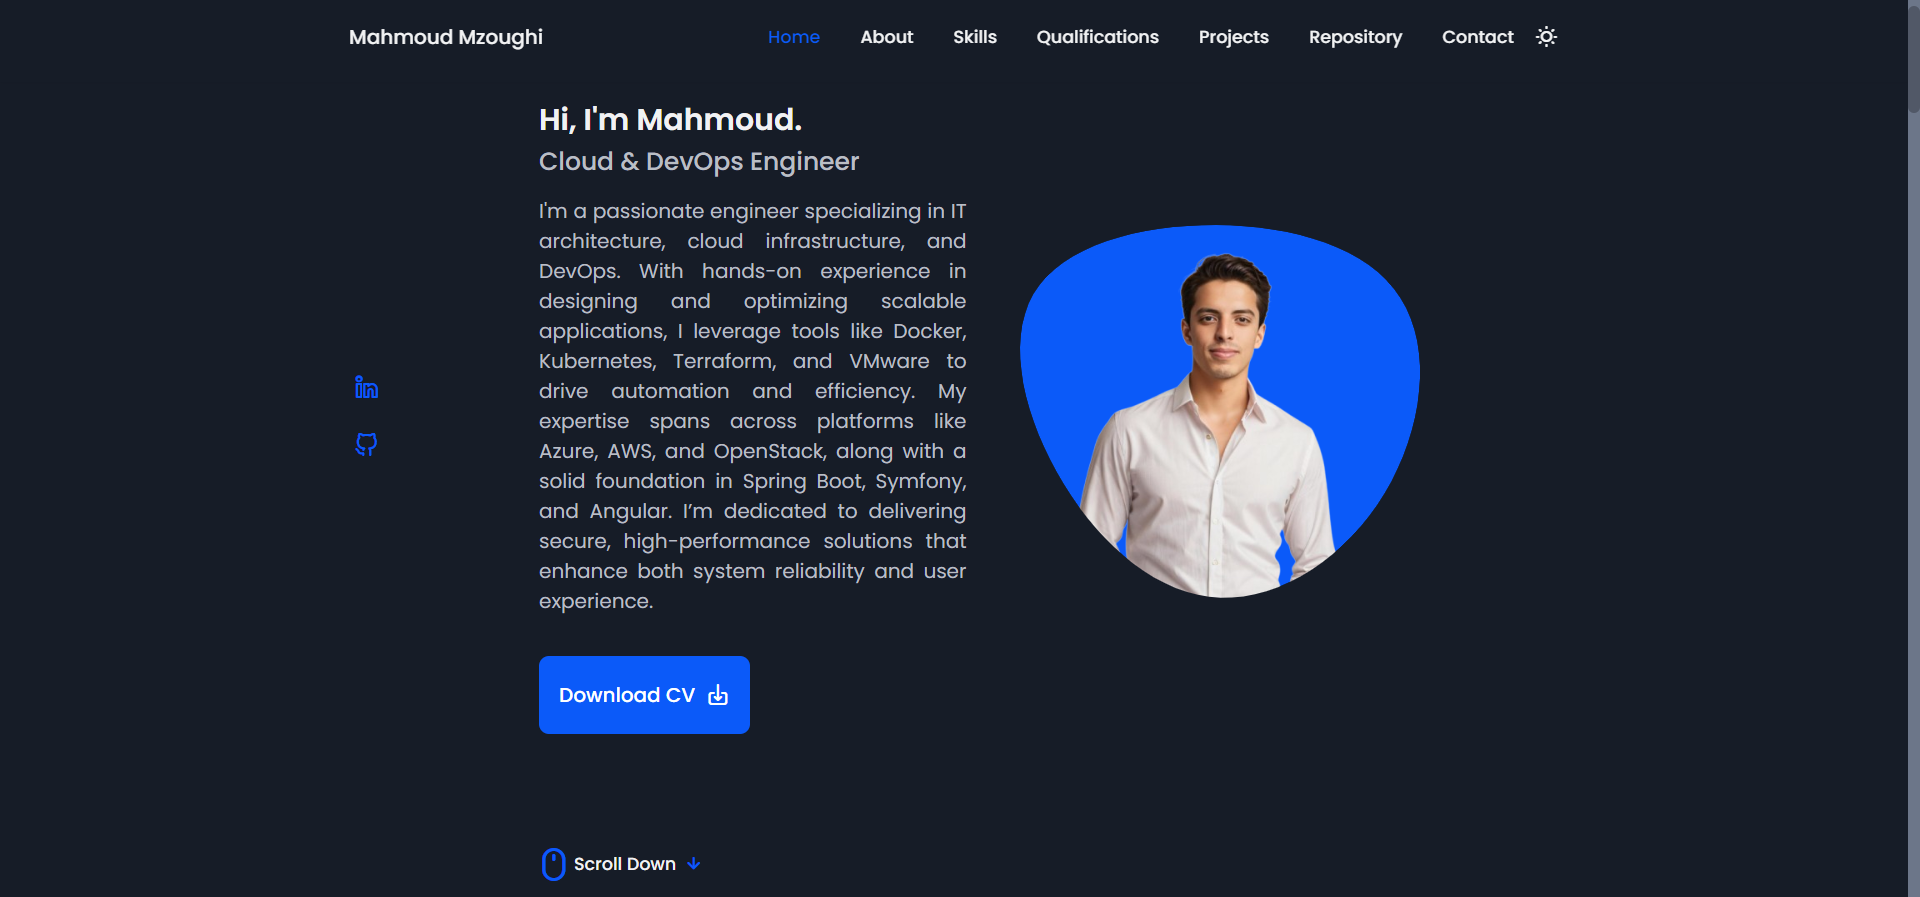 Mahmoud Mzoughi
Home About Skills Qualifications Projects Repository Contact
Hi, I'm Mahmoud.
Cloud & DevOps Engineer
I'm a passionate engineer specializing in IT
architecture, cloud infrastructure, and
DevOps. With hands-on experience in
designing and optimizing scalable
applications, I leverage tools like Docker,
Kubernetes, Terraform, and VMware to
drive automation and efficiency. My
expertise spans across platforms like
Azure, AWS, and OpenStack, along with a
solid foundation in Spring Boot, Symfony,
and Angular. I’m dedicated to delivering
secure, high-performance solutions that
enhance both system reliability and user
experience.
Download CV
Scroll Down